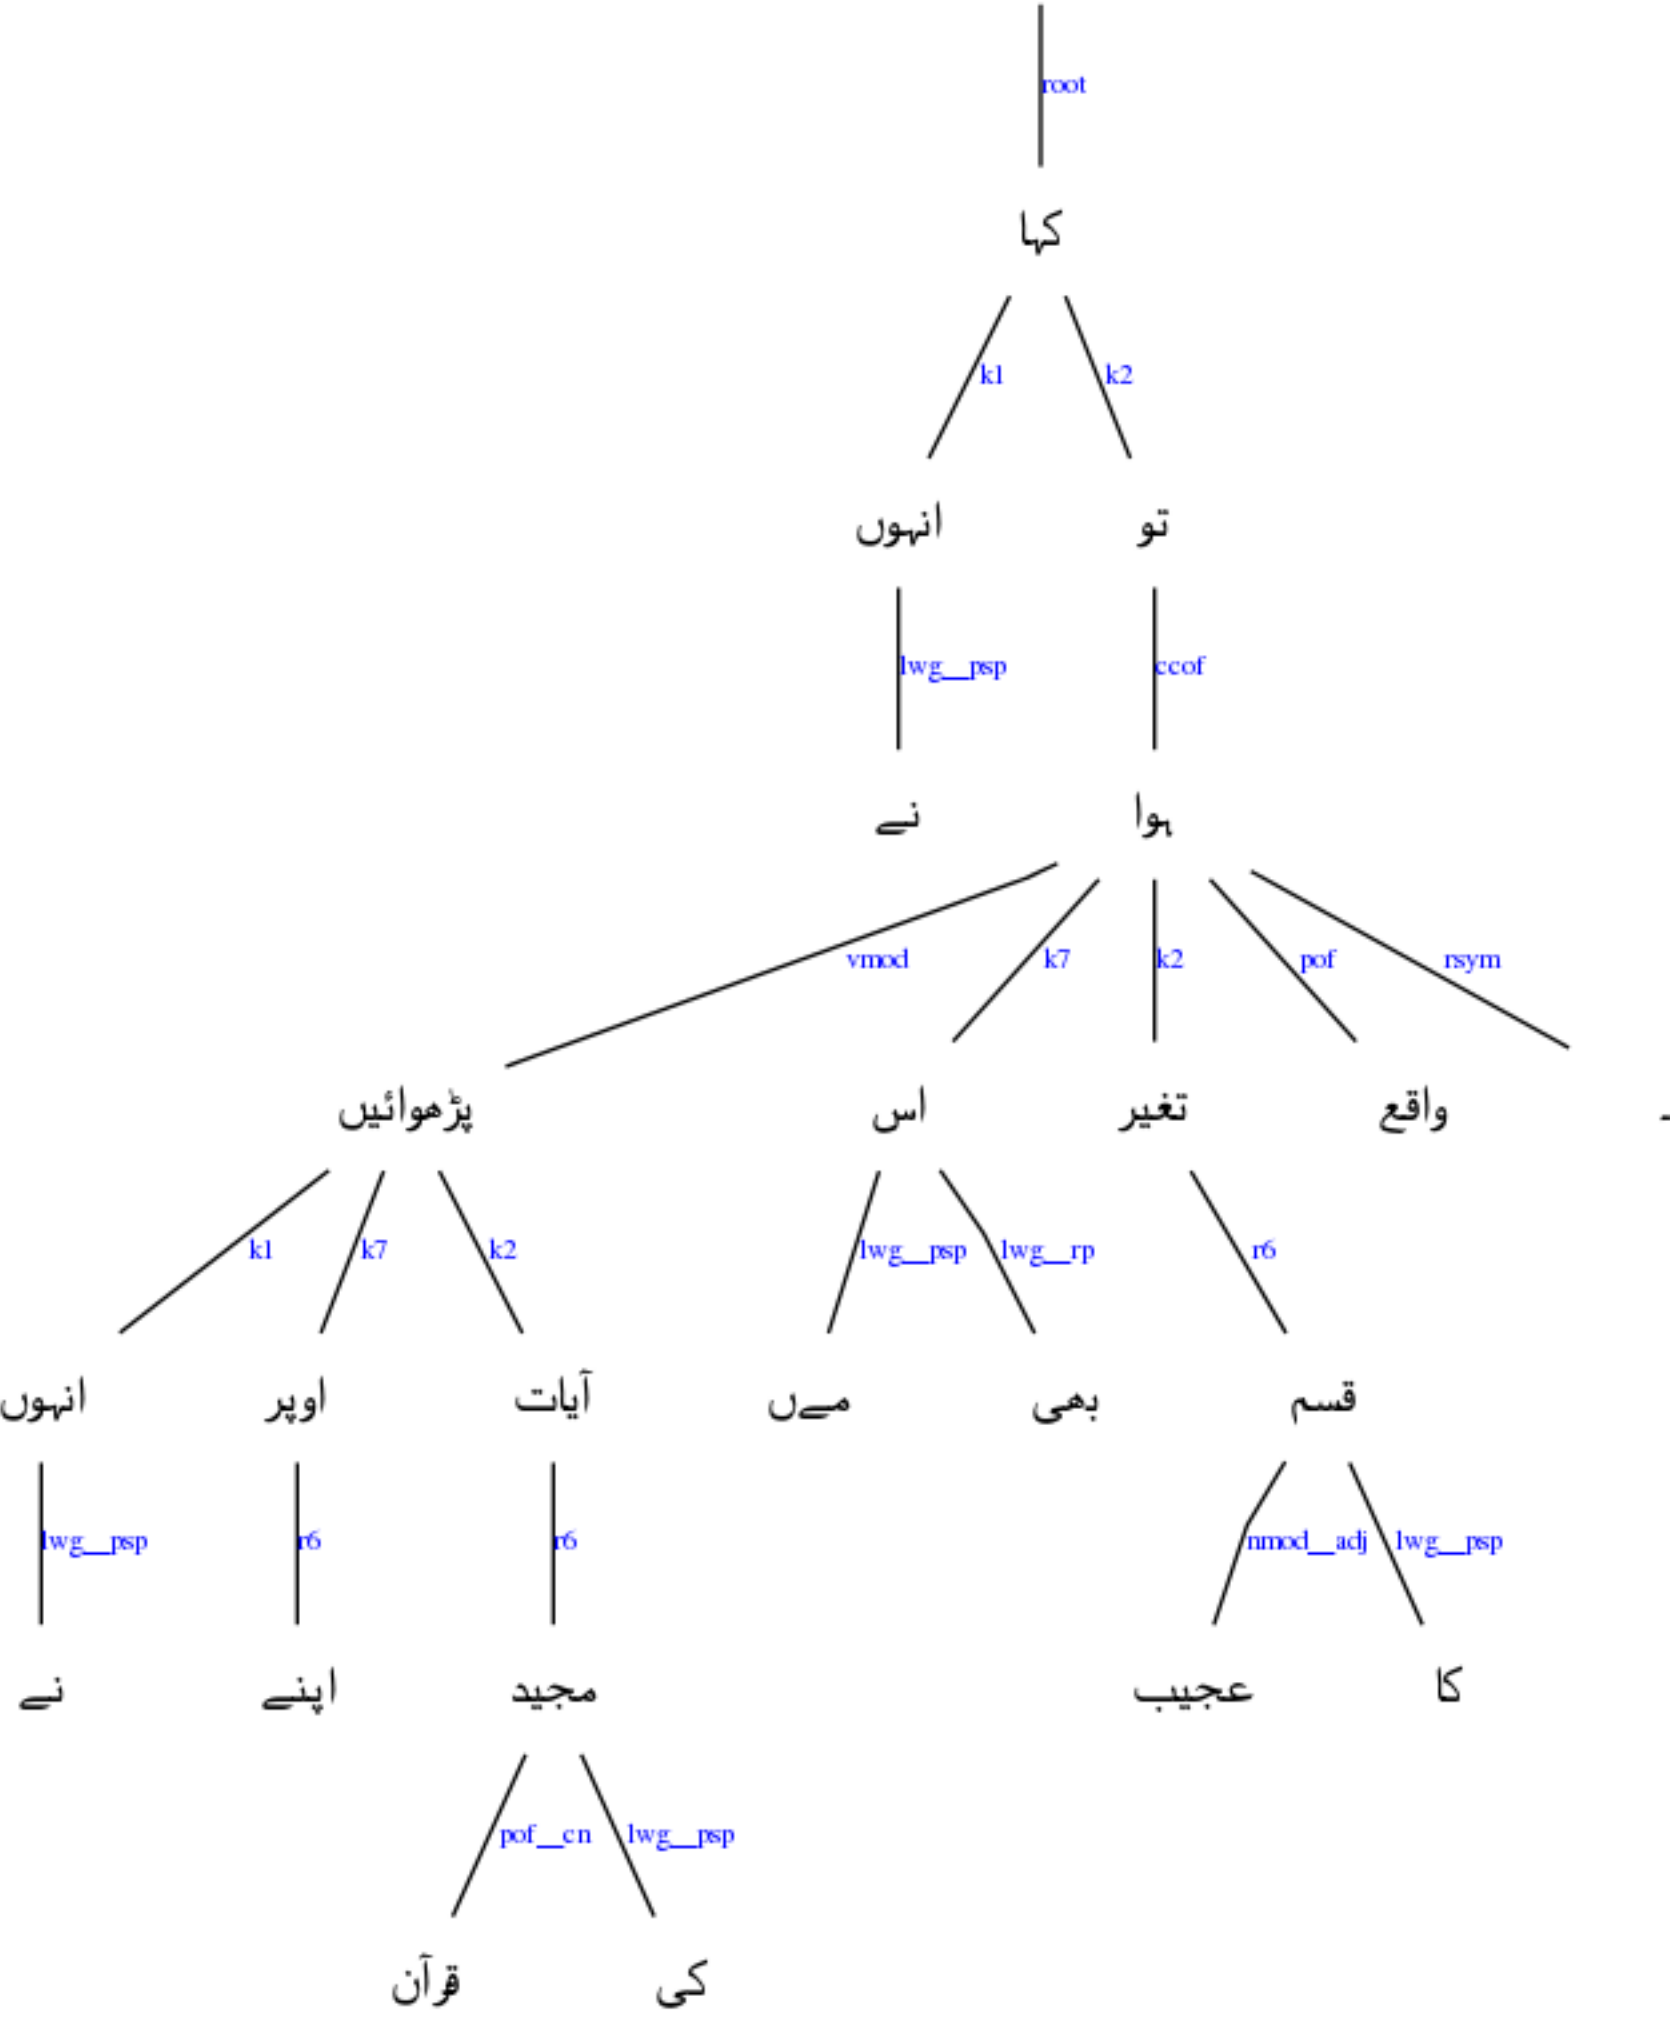 root
کہا
k1 k2
انہوں تو
lwg__psp ccof
نے ہوا
vmod k7 k2 pof rsym
پڑھوائیں اس تغیر واقع ۔
k1 k7 k2 lwg__psp lwg__rp r6
انہوں اوپر آیات مےں بھی قسم
lwg__psp r6 r6 nmod__adj lwg__psp
نے اپنے مجید عجیب کا
pof__cn lwg__psp
قرآن کی